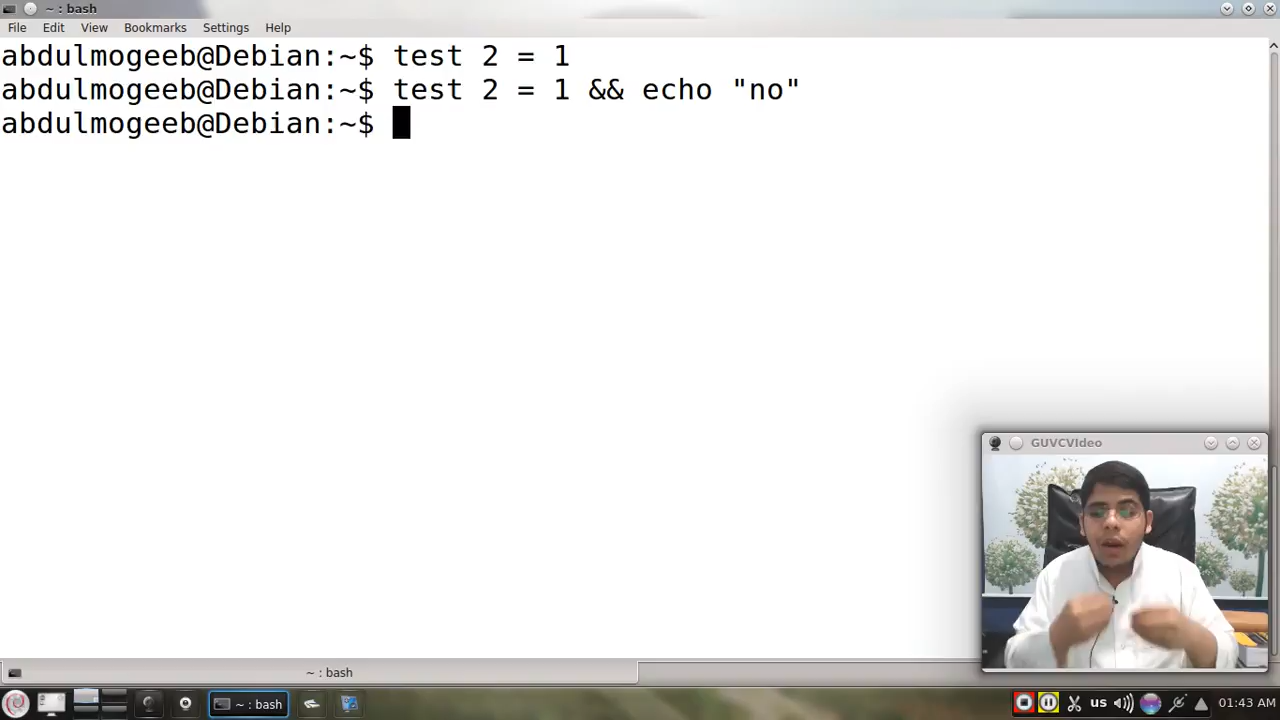 ~ : bash
File Edit View Bookmarks Settings Help
abdulmogeeb@Debian:~$ test 2 = 1
abdulmogeeb@Debian:~$ test 2 = 1 && echo "no"
abdulmogeeb@Debian:~$
GUVCVIdeo
~ : bash
~ : bash us 01:43 AM